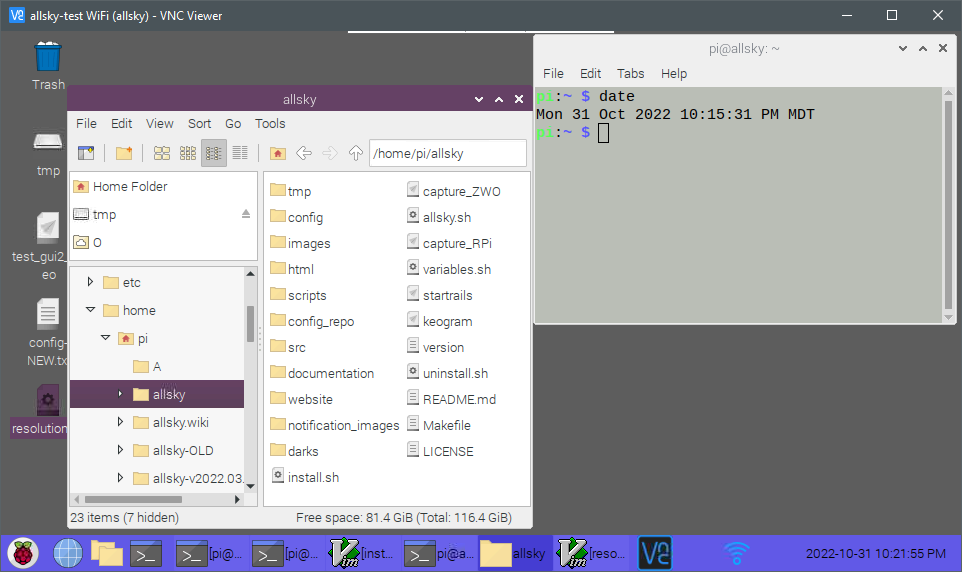 allsky-test WiFi (allsky) - VNC Viewer
Trash
tmp
test_gui2_
eo
config-
NEW.tx
resolution
allsky
File Edit View Sort Go Tools
/home/pi/allsky
Home Folder
tmp
O
etc
home
pi
A
allsky
allsky.wiki
allsky-OLD
allsky-v2022.03.
tmp
config
images
html
scripts
config_repo
src
documentation
website
notification_images
darks
install.sh
capture_ZWO
allsky.sh
capture_RPi
variables.sh
startrails
keogram
version
uninstall.sh
README.md
Makefile
LICENSE
23 items (7 hidden) Free space: 81.4 GiB (Total: 116.4 GiB)
pi@allsky: ~
File Edit Tabs Help
pi:~ $ date
Mon 31 Oct 2022 10:15:31 PM MDT
pi:~ $
[pi@... [pi@... Vim [inst... pi@a... allsky Vim [reso... 2022-10-31 10:21:55 PM